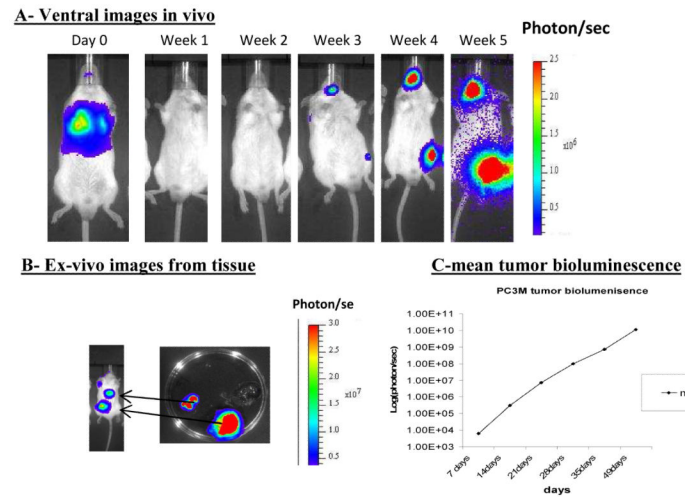 A- Ventral images in vivo
Photon/sec
Day 0 Week 1 Week 2 Week 3 Week 4 Week 5
2.5
2.0
1.5
x10⁶
1.0
0.5
B- Ex-vivo images from tissue
C-mean tumor bioluminescence
Photon/se
3.0
2.5
2.0
1.5
x10⁷
1.0
0.5
PC3M tumor biolumenisence
Log(photon/sec)
1.00E+11
1.00E+10
1.00E+09
1.00E+08
1.00E+07
1.00E+06
1.00E+05
1.00E+04
1.00E+03
7 days 14days 21days 28days 35days 49days
days